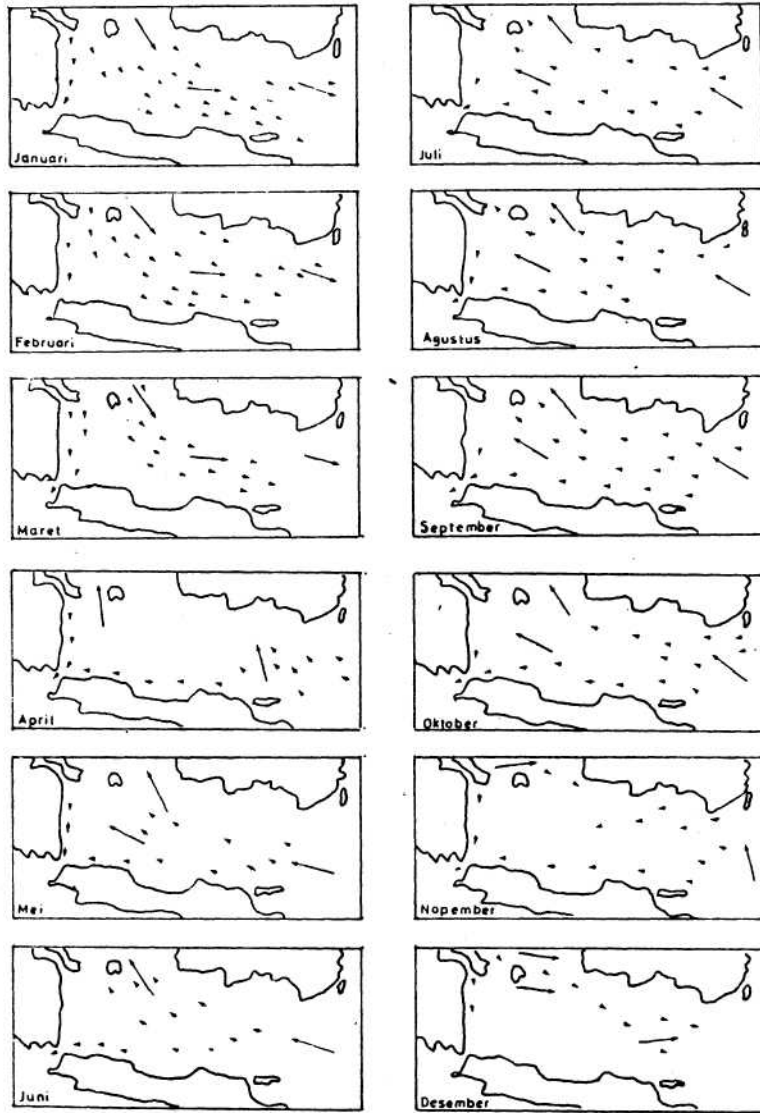 Januari
Juli
Februari
Agustus
Maret
September
April
Oktober
Mei
Nopember
Juni
Desember